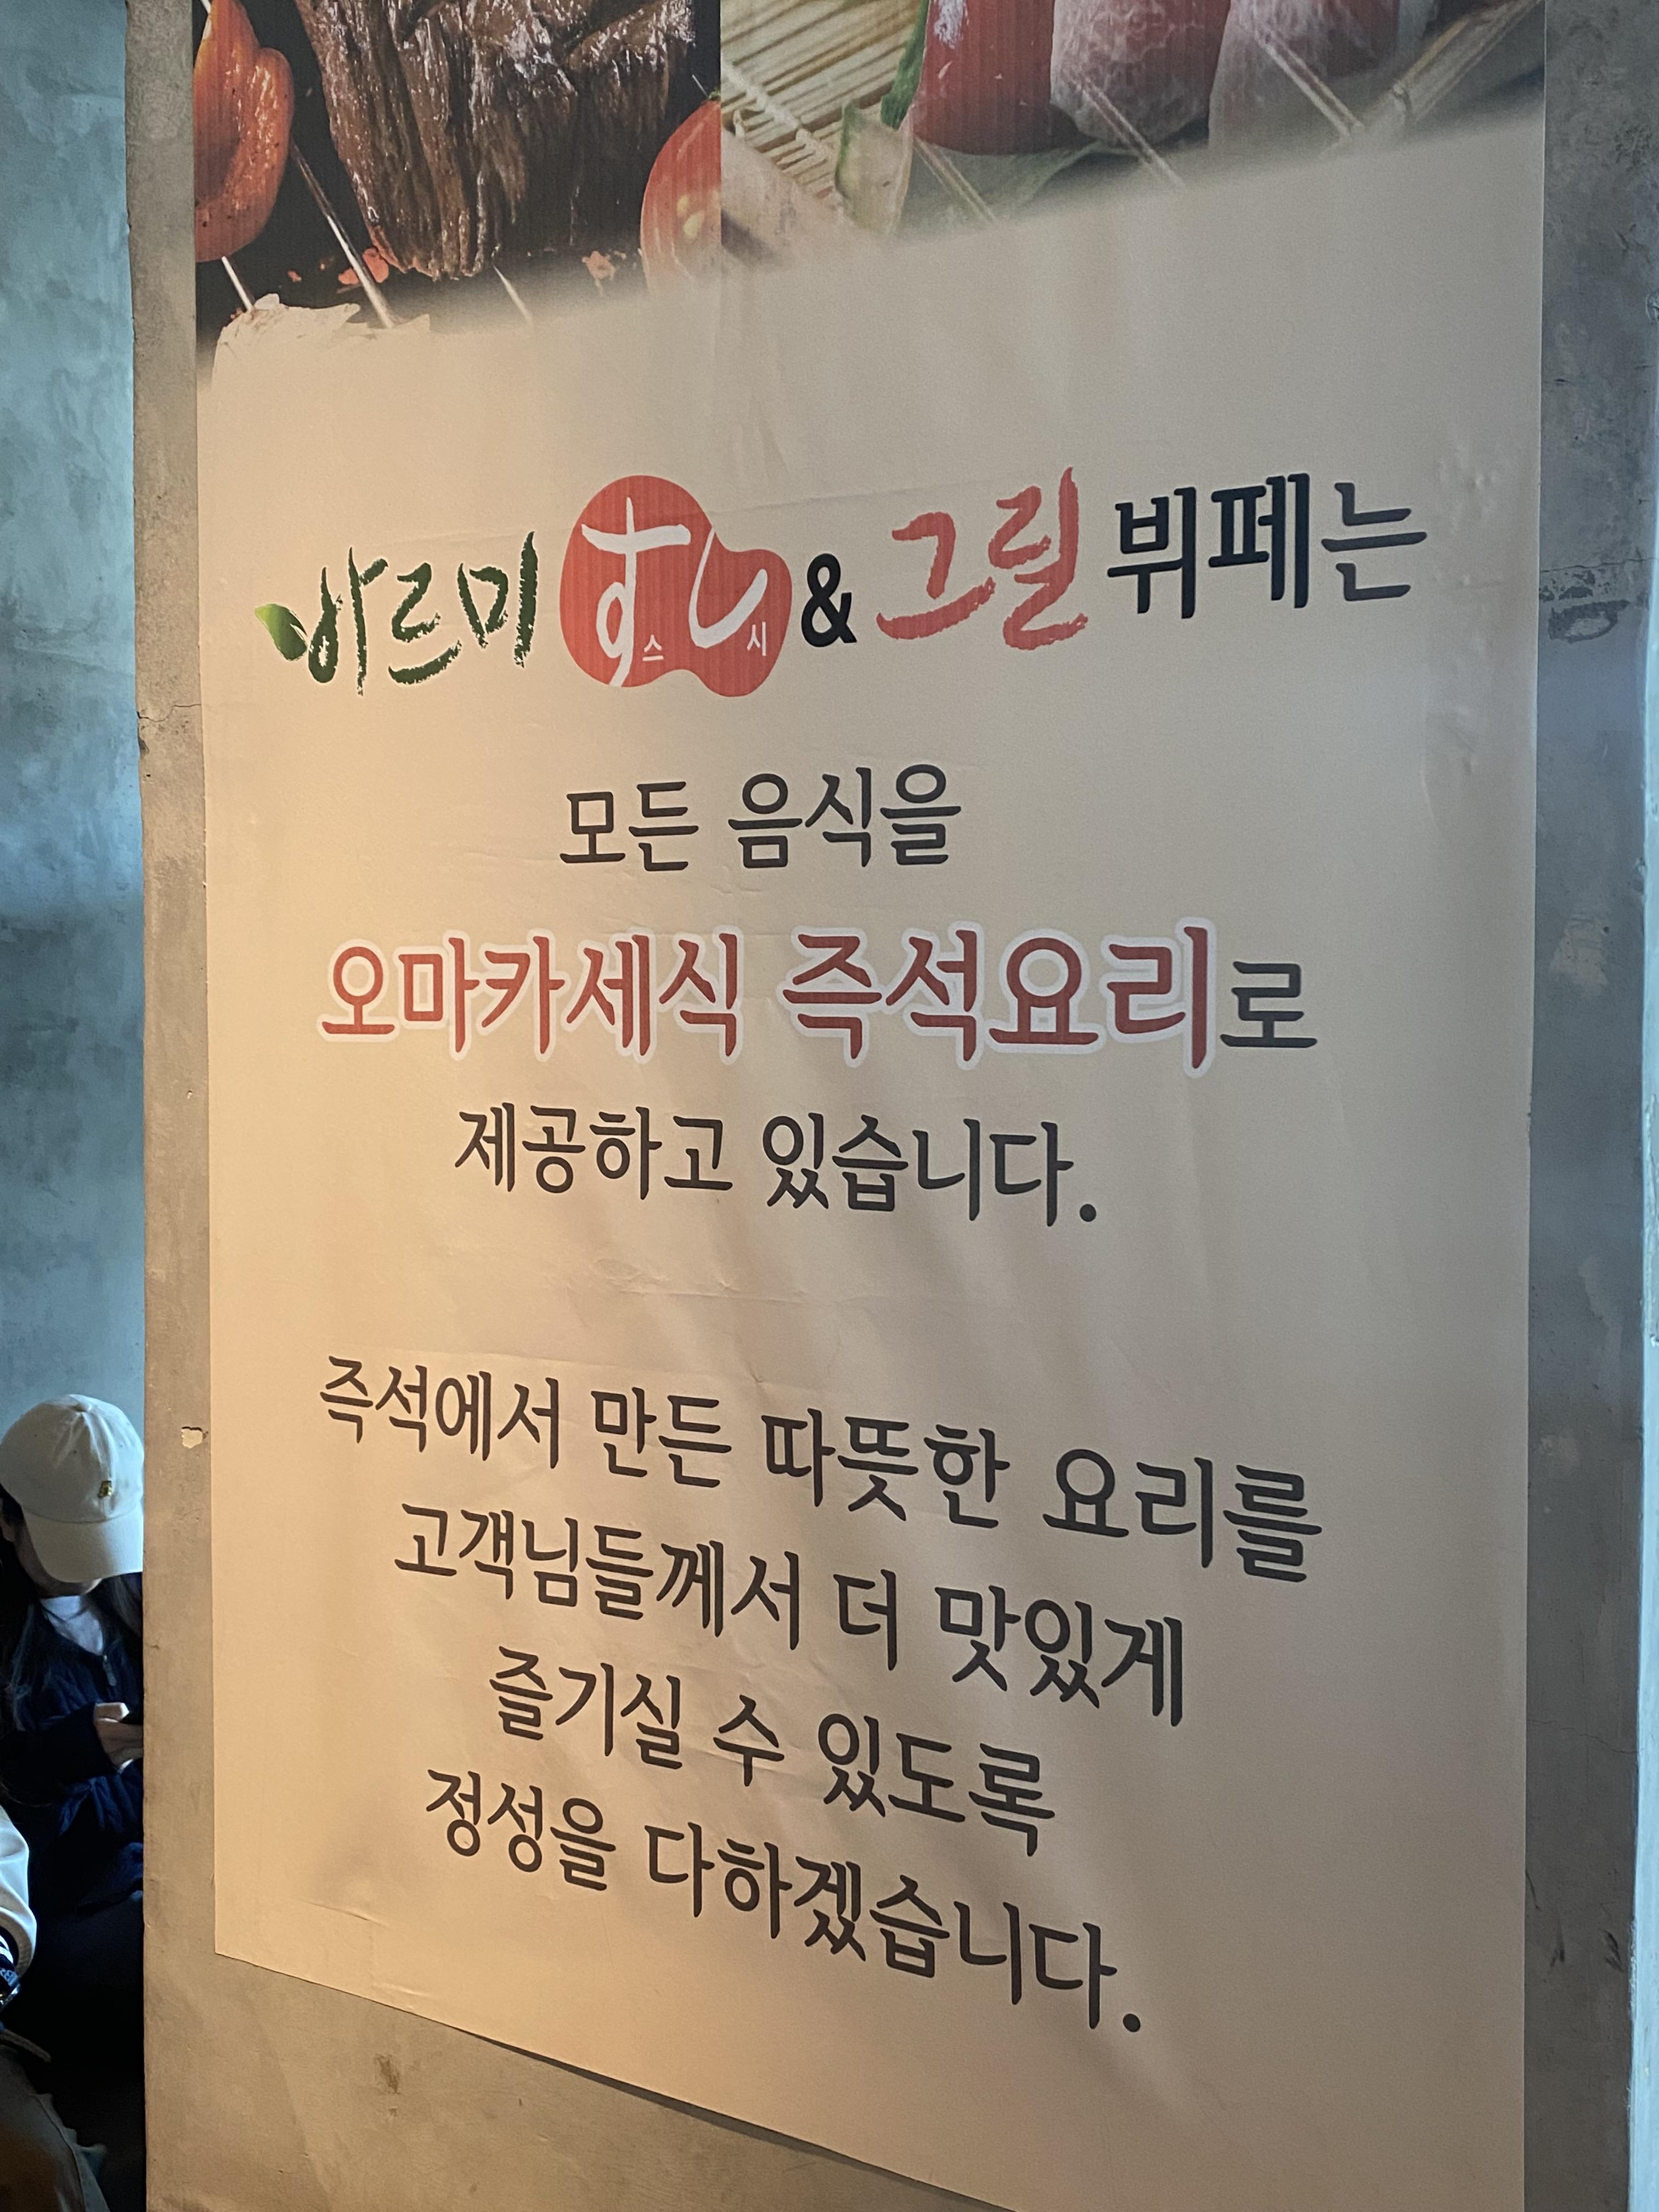 바르미 すし 스시 & 그릴 뷔페는
모든 음식을
오마카세식 즉석요리로
제공하고 있습니다.
즉석에서 만든 따뜻한 요리를
고객님들께서 더 맛있게
즐기실 수 있도록
정성을 다하겠습니다.